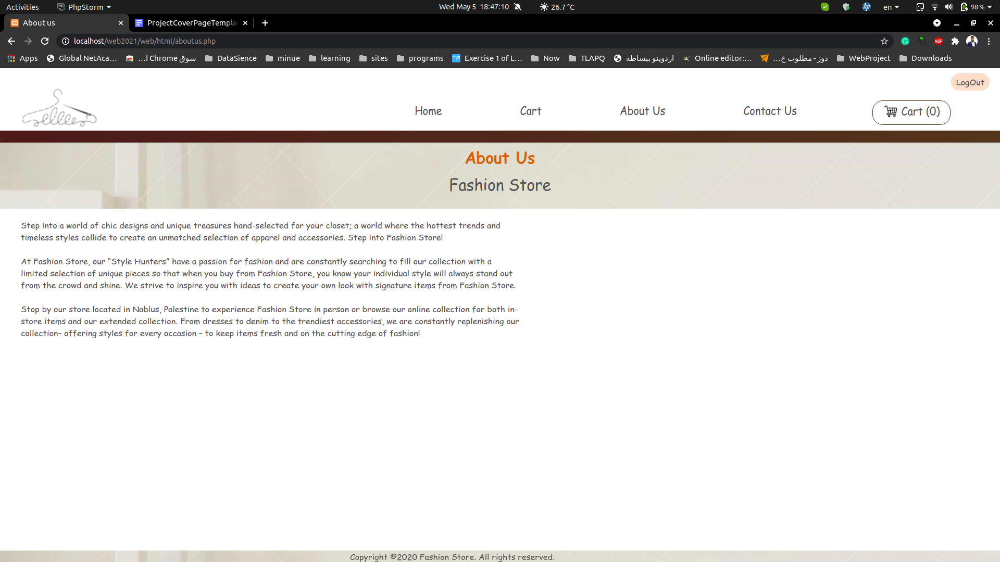 Activities PhpStorm Wed May 5 18:47:10 26.7 °C en 98 %
About us ProjectCoverPageTempla
localhost/web2021/web/html/aboutus.php ABP
Apps Global NetAca... سوق Chrome ا... DataSience minue learning sites programs Exercise 1 of L... Now TLAPQ اردوينو ببساطة Online editor:... دوز - مطلوب خ... WebProject Downloads
LogOut
Home Cart About Us Contact Us Cart (0)
About Us
Fashion Store
Step into a world of chic designs and unique treasures hand-selected for your closet; a world where the hottest trends and
timeless styles collide to create an unmatched selection of apparel and accessories. Step into Fashion Store!
At Fashion Store, our “Style Hunters” have a passion for fashion and are constantly searching to fill our collection with a
limited selection of unique pieces so that when you buy from Fashion Store, you know your individual style will always stand out
from the crowd and shine. We strive to inspire you with ideas to create your own look with signature items from Fashion Store.
Stop by our store located in Nablus, Palestine to experience Fashion Store in person or browse our online collection for both in-
store items and our extended collection. From dresses to denim to the trendiest accessories, we are constantly replenishing our
collection– offering styles for every occasion – to keep items fresh and on the cutting edge of fashion!
Copyright ©2020 Fashion Store. All rights reserved.